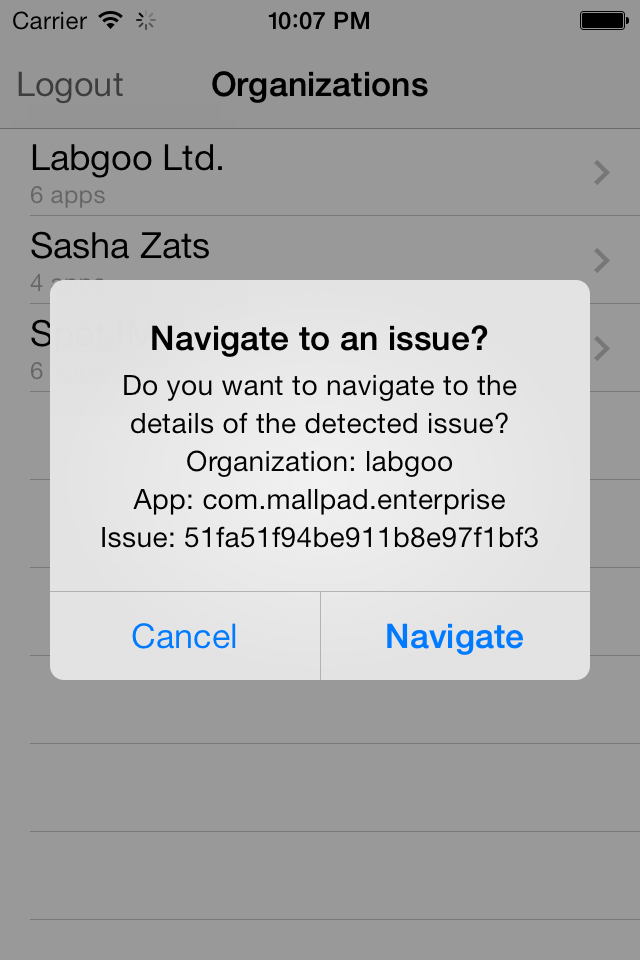 Carrier 10:07 PM
Logout Organizations
Labgoo Ltd.
6 apps
Sasha Zats
4 apps
Spot.IM
6
Navigate to an issue?
Do you want to navigate to the
details of the detected issue?
Organization: labgoo
App: com.mallpad.enterprise
Issue: 51fa51f94be911b8e97f1bf3
Cancel Navigate